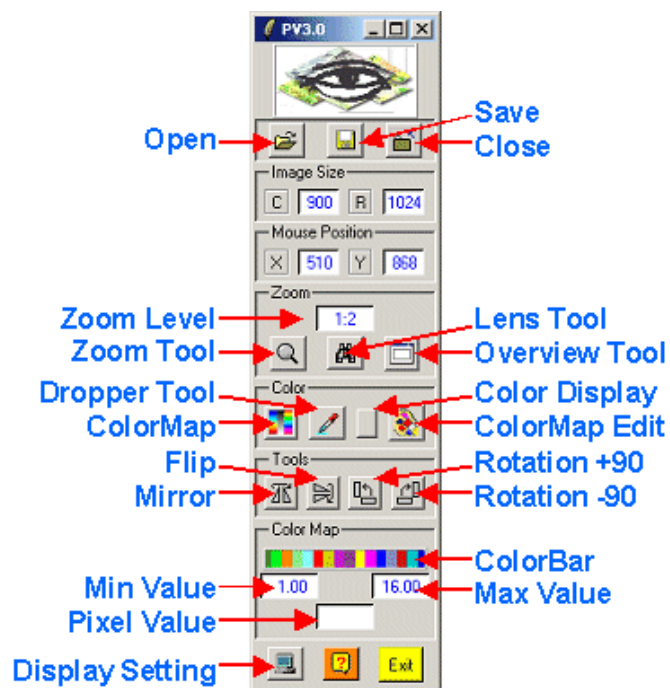 PV3.0
Open
Save
Close
Image Size
C 900 R 1024
Mouse Position
X 510 Y 868
Zoom
Zoom Level 1:2 Lens Tool
Zoom Tool Overview Tool
Dropper Tool Color Color Display
ColorMap ColorMap Edit
Flip Tools Rotation +90
Mirror Rotation -90
Color Map
ColorBar
Min Value 1.00 16.00 Max Value
Pixel Value
Display Setting ? Exit